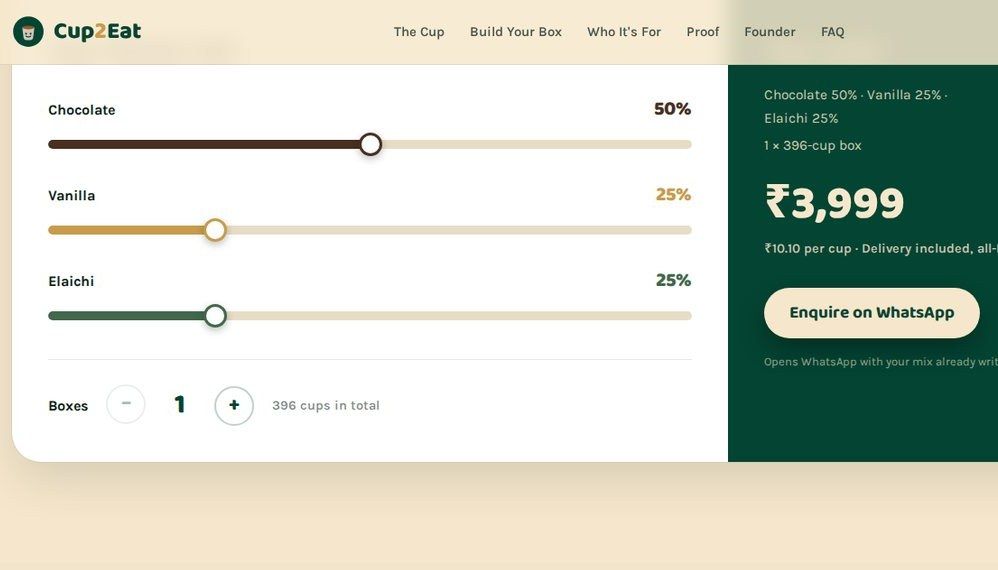 Cup2Eat
The Cup
Build Your Box
Who It's For
Proof
Founder
FAQ
Chocolate
50%
Vanilla
25%
Elaichi
25%
Boxes
−
1
+
396 cups in total
Chocolate 50% · Vanilla 25% ·
Elaichi 25%
1 × 396-cup box
₹3,999
₹10.10 per cup · Delivery included, all-
Enquire on WhatsApp
Opens WhatsApp with your mix already